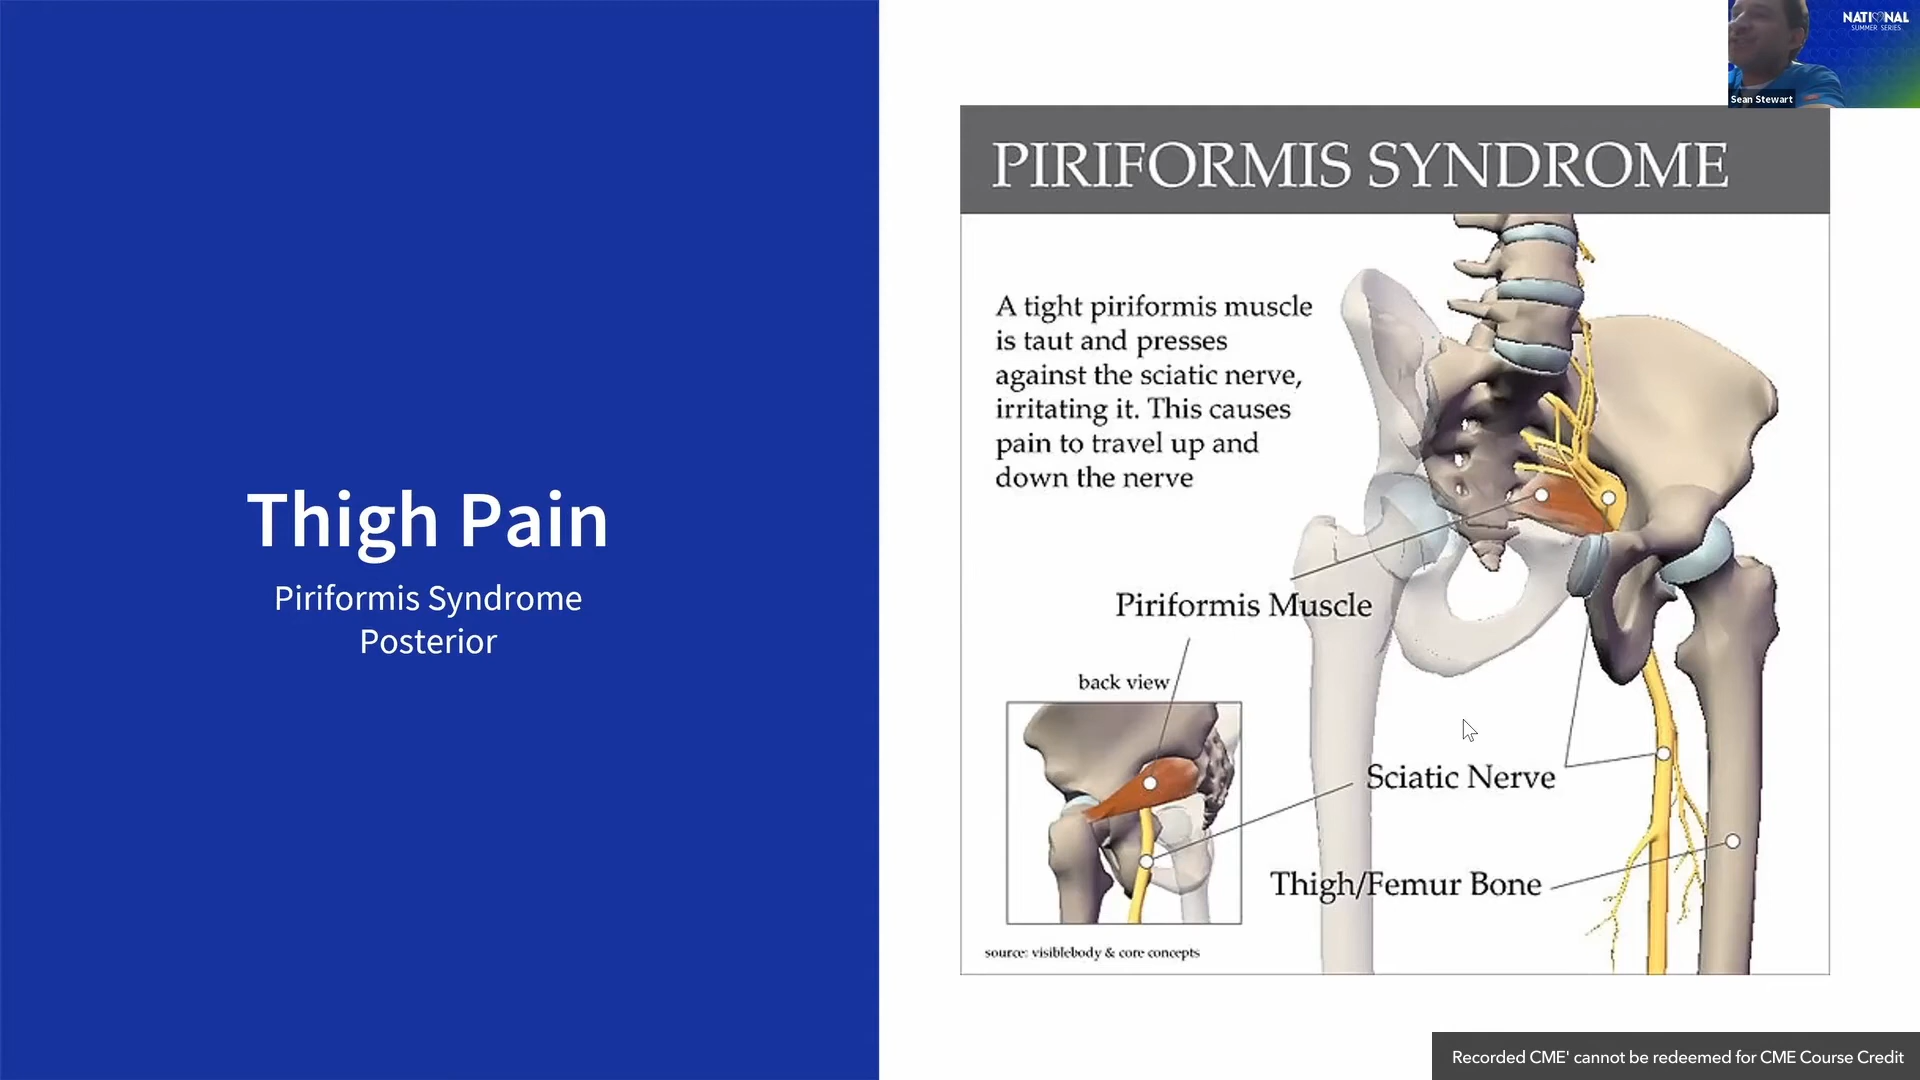 NATIONAL
SUMMER SERIES
Sean Stewart
Thigh Pain
Piriformis Syndrome
Posterior
PIRIFORMIS SYNDROME
A tight piriformis muscle
is taut and presses
against the sciatic nerve,
irritating it. This causes
pain to travel up and
down the nerve
Piriformis Muscle
back view
Sciatic Nerve
Thigh/Femur Bone
source: visiblebody & core concepts
Recorded CME' cannot be redeemed for CME Course Credit